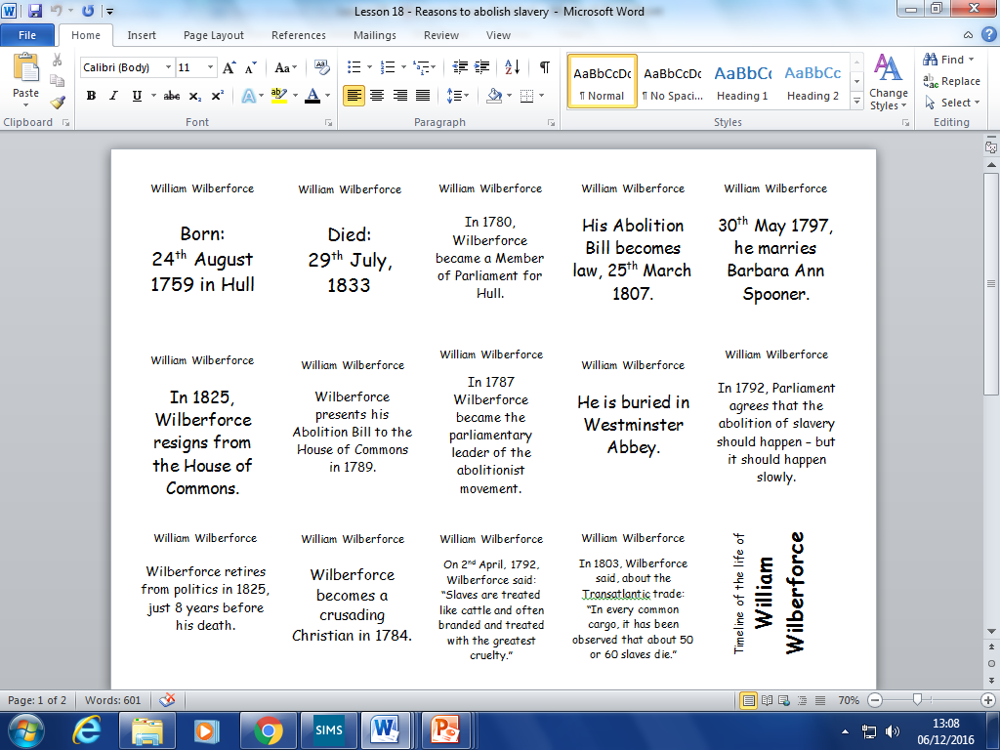 Lesson 18 - Reasons to abolish slavery - Microsoft Word
File Home Insert Page Layout References Mailings Review View
Calibri (Body) 11
Paste
B I U abc X₂ X²
AaBbCcDc AaBbCcDc AaBbCc AaBbCc
¶ Normal ¶ No Spaci... Heading 1 Heading 2
Change
Styles
Find
Replace
Select
Clipboard Font Paragraph Styles Editing
William Wilberforce
Born:
24th August
1759 in Hull
William Wilberforce
Died:
29th July,
1833
William Wilberforce
In 1780,
Wilberforce
became a Member
of Parliament for
Hull.
William Wilberforce
His Abolition
Bill becomes
law, 25th March
1807.
William Wilberforce
30th May 1797,
he marries
Barbara Ann
Spooner.
William Wilberforce
In 1825,
Wilberforce
resigns from
the House of
Commons.
William Wilberforce
Wilberforce
presents his
Abolition Bill to the
House of Commons
in 1789.
William Wilberforce
In 1787
Wilberforce
became the
parliamentary
leader of the
abolitionist
movement.
William Wilberforce
He is buried in
Westminster
Abbey.
William Wilberforce
In 1792, Parliament
agrees that the
abolition of slavery
should happen – but
it should happen
slowly.
William Wilberforce
Wilberforce retires
from politics in 1825,
just 8 years before
his death.
William Wilberforce
Wilberforce
becomes a
crusading
Christian in 1784.
William Wilberforce
On 2nd April, 1792,
Wilberforce said:
“Slaves are treated
like cattle and often
branded and treated
with the greatest
cruelty.”
William Wilberforce
In 1803, Wilberforce
said, about the
Transatlantic trade:
“In every common
cargo, it has been
observed that about 50
or 60 slaves die.”
Timeline of the life of
William
Wilberforce
Page: 1 of 2 Words: 601 70%
SIMS
13:08
06/12/2016